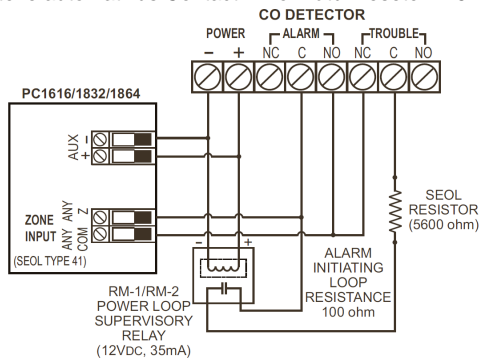 CO DETECTOR
POWER ALARM TROUBLE
− + NC C NO NC C NO
PC1616/1832/1864
AUX
−
+
ZONE
INPUT
ANY ANY
COM Z
(SEOL TYPE 41)
− +
SEOL
RESISTOR
(5600 ohm)
ALARM
INITIATING
LOOP
RESISTANCE
100 ohm
RM-1/RM-2
POWER LOOP
SUPERVISORY
RELAY
(12VDC, 35mA)